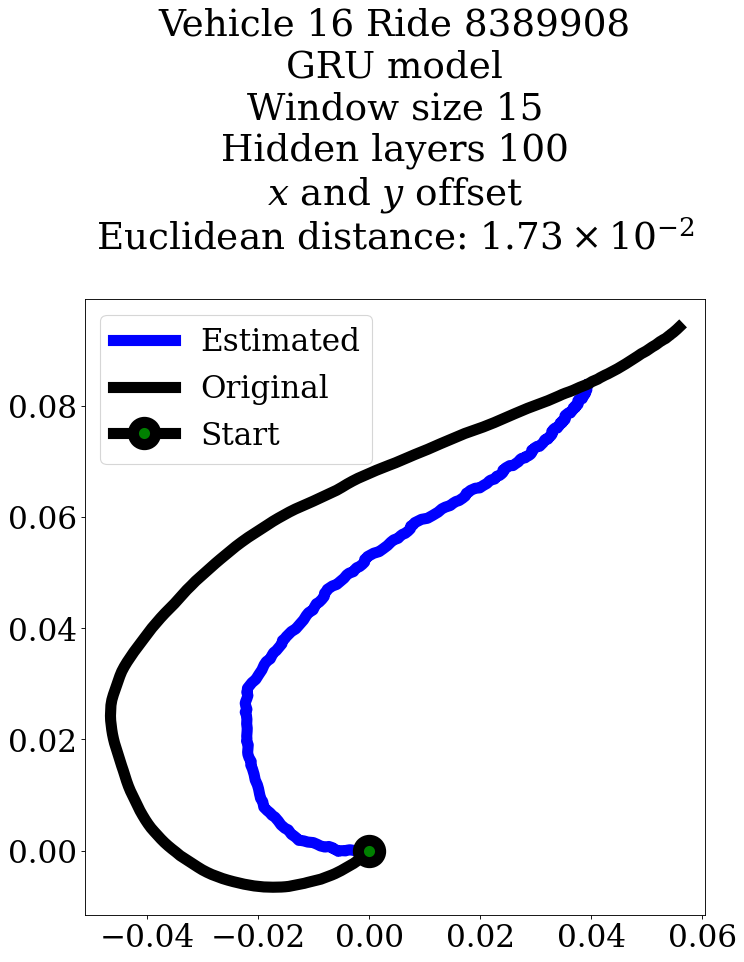 Vehicle 16 Ride 8389908
GRU model
Window size 15
Hidden layers 100
x and y offset
Euclidean distance: 1.73 × 10⁻²
Estimated
Original
Start
0.08
0.06
0.04
0.02
0.00
−0.04 −0.02 0.00 0.02 0.04 0.06